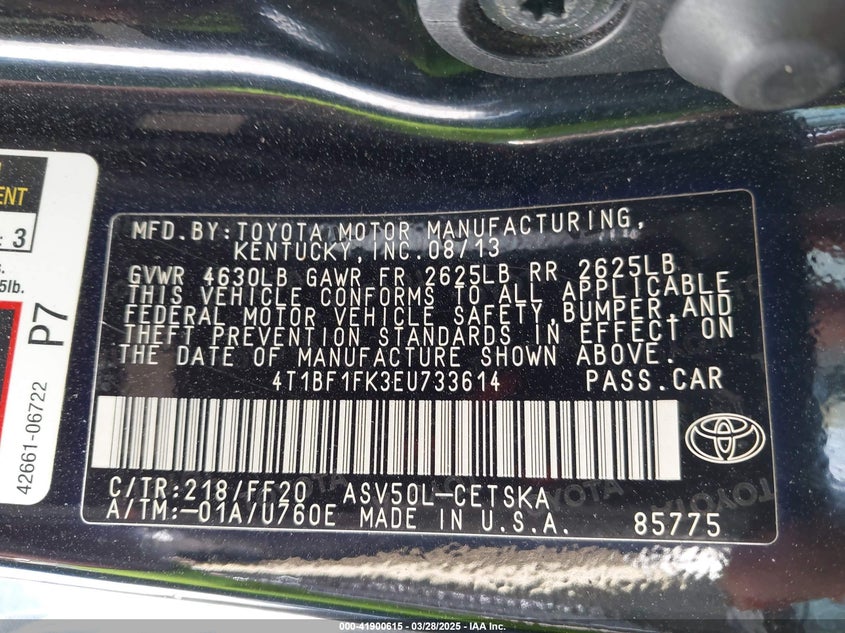 ENT
: 3
s.
5lb.
P7
42661-06722
MFD.BY:TOYOTA MOTOR MANUFACTURING,
KENTUCKY,INC.08/13
GVWR 4630LB GAWR FR 2625LB RR 2625LB
THIS VEHICLE CONFORMS TO ALL APPLICABLE
FEDERAL MOTOR VEHICLE SAFETY,BUMPER,AND
THEFT PREVENTION STANDARDS IN EFFECT ON
THE DATE OF MANUFACTURE SHOWN ABOVE.
4T1BF1FK3EU733614 PASS.CAR
C/TR:218/FF20 ASV50L-CETSKA
A/TM:-01A/U760E MADE IN U.S.A. 85775
000-41900615 - 03/28/2025 - IAA Inc.